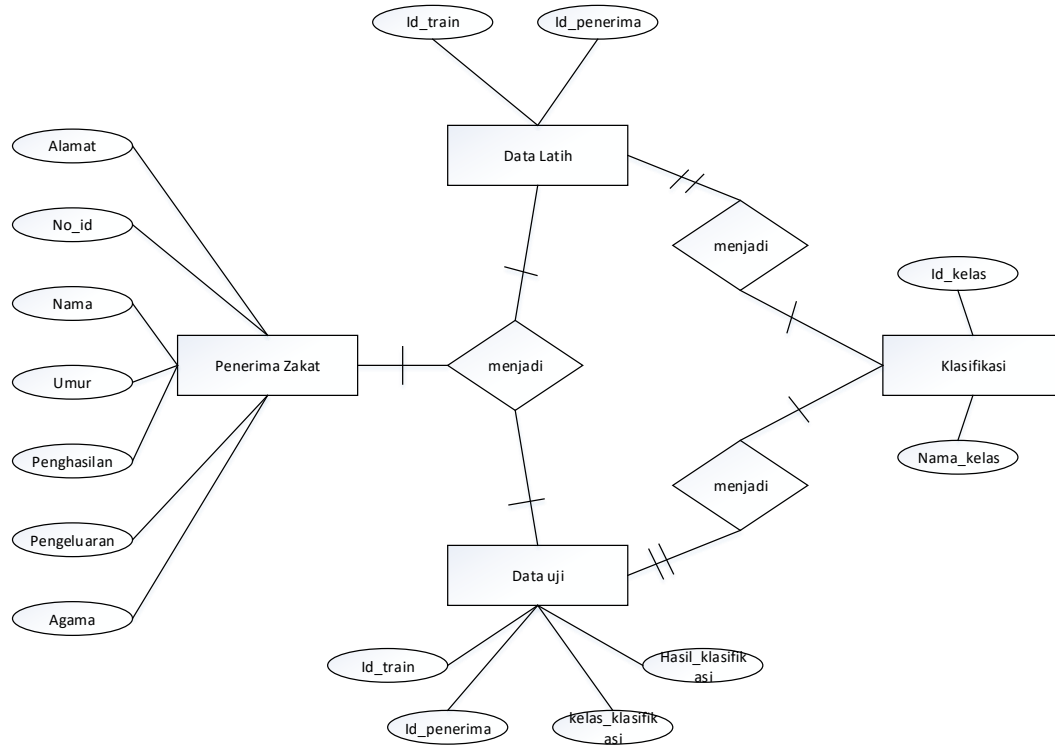 Id_train
Id_penerima
Alamat
Data Latih
No_id
menjadi
Id_kelas
Nama
Penerima Zakat
menjadi
Klasifikasi
Umur
Penghasilan
Nama_kelas
menjadi
Pengeluaran
Data uji
Agama
Id_train
Hasil_klasifik
asi
Id_penerima
kelas_klasifik
asi